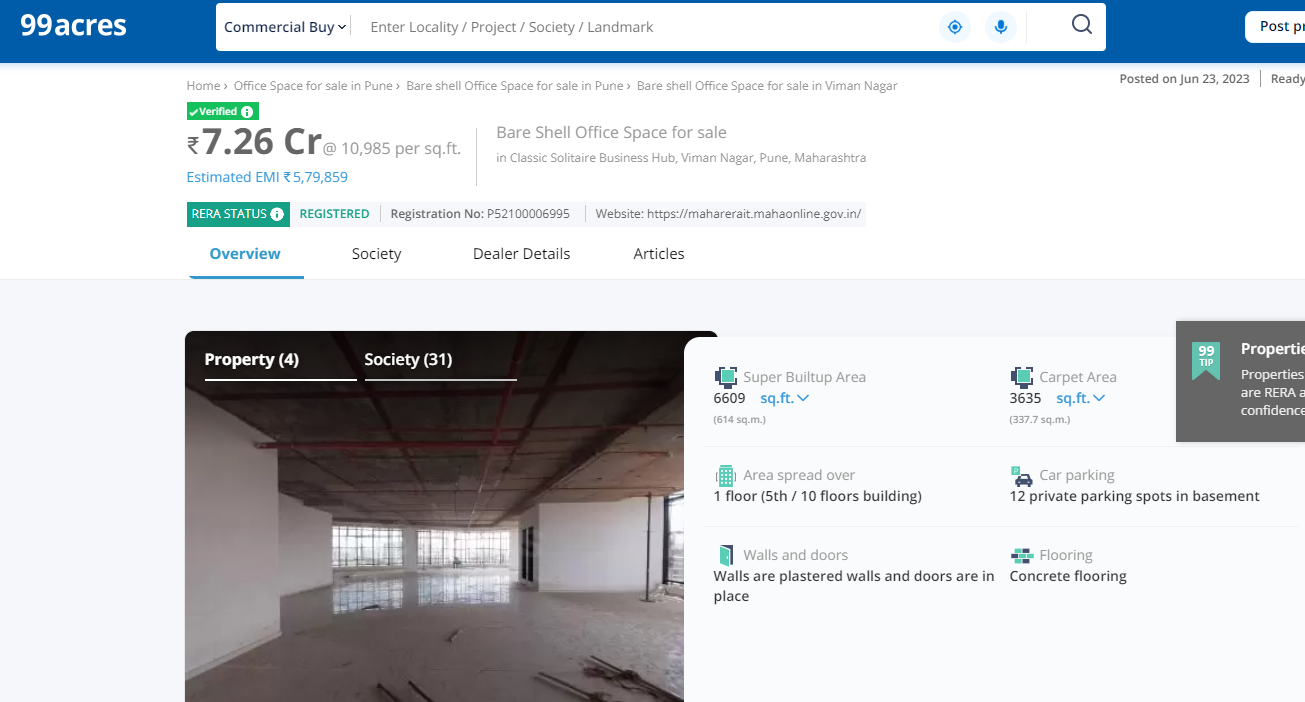 99acres
Commercial Buy
Enter Locality / Project / Society / Landmark
Post pr
Home › Office Space for sale in Pune › Bare shell Office Space for sale in Pune › Bare shell Office Space for sale in Viman Nagar
Posted on Jun 23, 2023
Ready
Verified
₹7.26 Cr @ 10,985 per sq.ft.
Estimated EMI ₹5,79,859
Bare Shell Office Space for sale
in Classic Solitaire Business Hub, Viman Nagar, Pune, Maharashtra
RERA STATUS
REGISTERED
Registration No: P52100006995
Website: https://maharerait.mahaonline.gov.in/
Overview
Society
Dealer Details
Articles
Property (4)
Society (31)
Super Builtup Area
6609 sq.ft.
(614 sq.m.)
Carpet Area
3635 sq.ft.
(337.7 sq.m.)
99
TIP
Propertie
Properties
are RERA a
confidence
Area spread over
1 floor (5th / 10 floors building)
P
Car parking
12 private parking spots in basement
Walls and doors
Walls are plastered walls and doors are in
place
Flooring
Concrete flooring